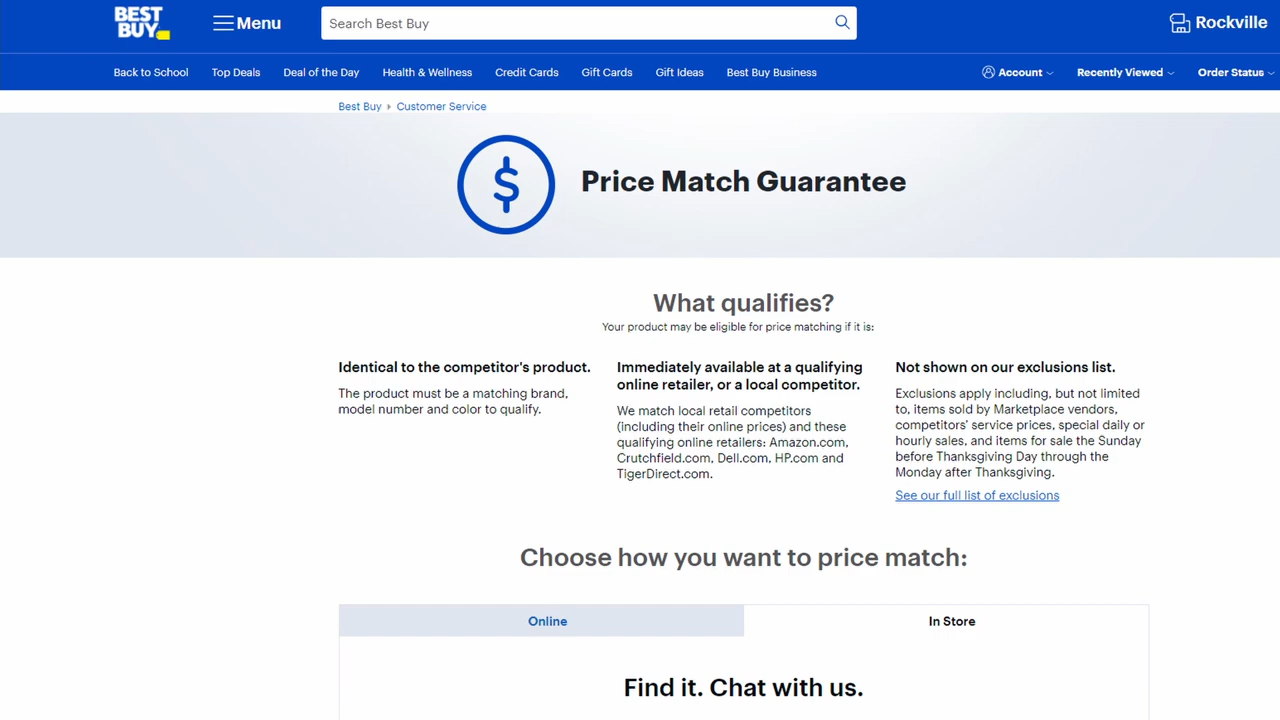 BEST
BUY
Menu
Search Best Buy
Rockville
Back to School
Top Deals
Deal of the Day
Health & Wellness
Credit Cards
Gift Cards
Gift Ideas
Best Buy Business
Account
Recently Viewed
Order Status
Best Buy
Customer Service
$
Price Match Guarantee
What qualifies?
Your product may be eligible for price matching if it is:
Identical to the competitor's product.
The product must be a matching brand,
model number and color to qualify.
Immediately available at a qualifying
online retailer, or a local competitor.
We match local retail competitors
(including their online prices) and these
qualifying online retailers: Amazon.com,
Crutchfield.com, Dell.com, HP.com and
TigerDirect.com.
Not shown on our exclusions list.
Exclusions apply including, but not limited
to, items sold by Marketplace vendors,
competitors' service prices, special daily or
hourly sales, and items for sale the Sunday
before Thanksgiving Day through the
Monday after Thanksgiving.
See our full list of exclusions
Choose how you want to price match:
Online
In Store
Find it. Chat with us.